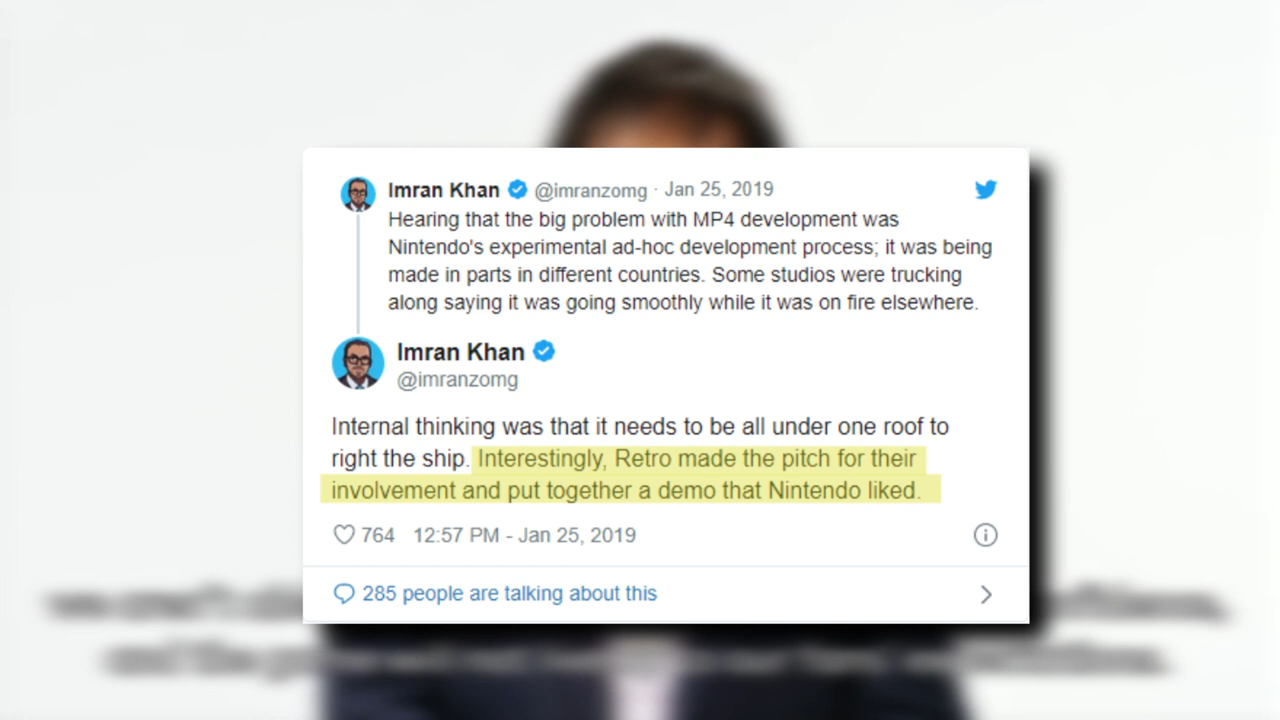 Imran Khan @imranzomg · Jan 25, 2019
Hearing that the big problem with MP4 development was
Nintendo's experimental ad-hoc development process; it was being
made in parts in different countries. Some studios were trucking
along saying it was going smoothly while it was on fire elsewhere.
Imran Khan
@imranzomg
Internal thinking was that it needs to be all under one roof to
right the ship. Interestingly, Retro made the pitch for their
involvement and put together a demo that Nintendo liked.
764 12:57 PM - Jan 25, 2019
285 people are talking about this